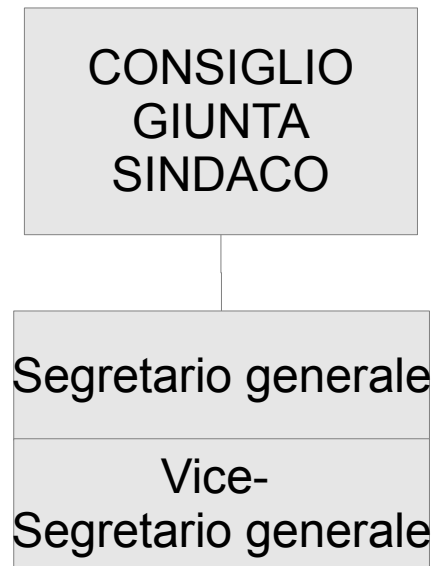 CONSIGLIO
GIUNTA
SINDACO
Segretario generale
Vice-
Segretario generale